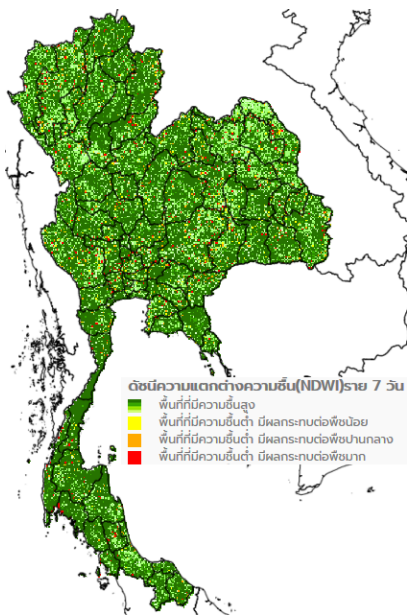 ดัชนีความแตกต่างความชื้น(NDWI)ราย 7 วัน
พื้นที่ที่มีความชื้นสูง
พื้นที่ที่มีความชื้นต่ำ มีผลกระทบต่อพืชน้อย
พื้นที่ที่มีความชื้นต่ำ มีผลกระทบต่อพืชปานกลาง
พื้นที่ที่มีความชื้นต่ำ มีผลกระทบต่อพืชมาก